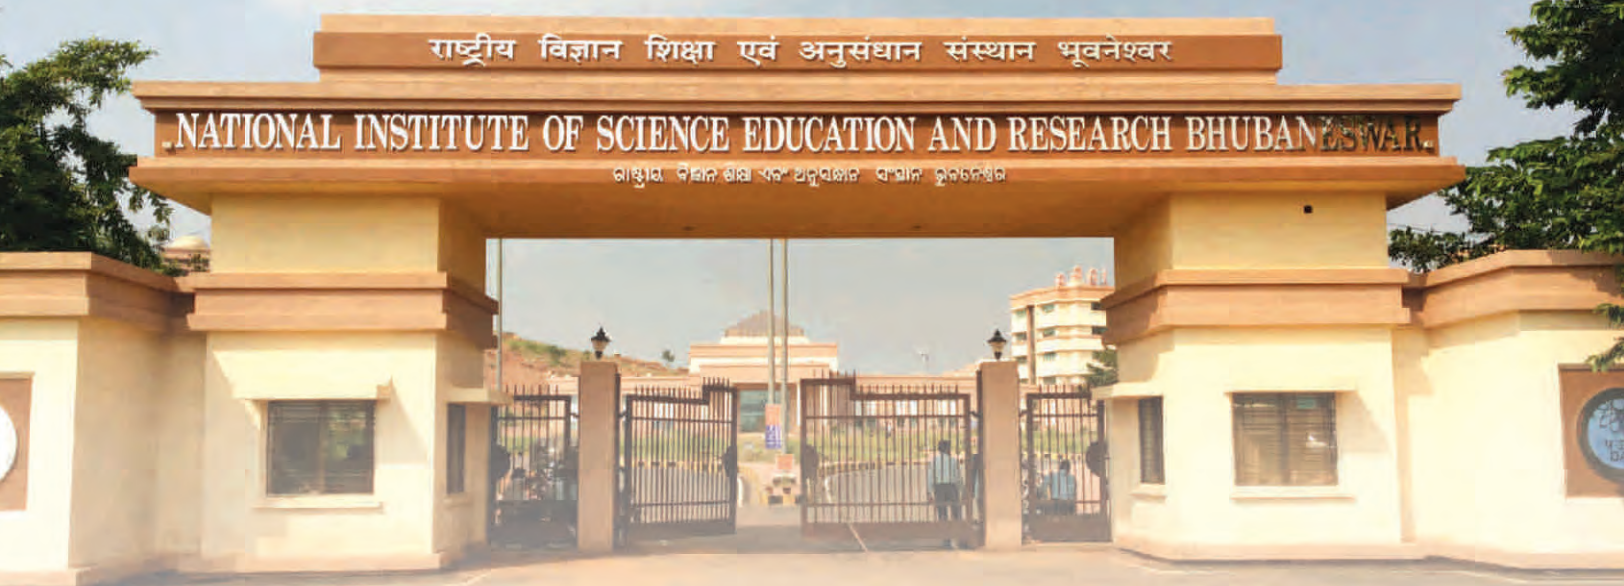 राष्ट्रीय विज्ञान शिक्षा एवं अनुसंधान संस्थान भूवनेश्वर
NATIONAL INSTITUTE OF SCIENCE EDUCATION AND RESEARCH BHUBANESWAR
ରାଷ୍ଟ୍ରୀୟ ବିଜ୍ଞାନ ଶିକ୍ଷା ଏବଂ ଅନୁସନ୍ଧାନ ସଂସ୍ଥାନ ଭୁବନେଶ୍ୱର